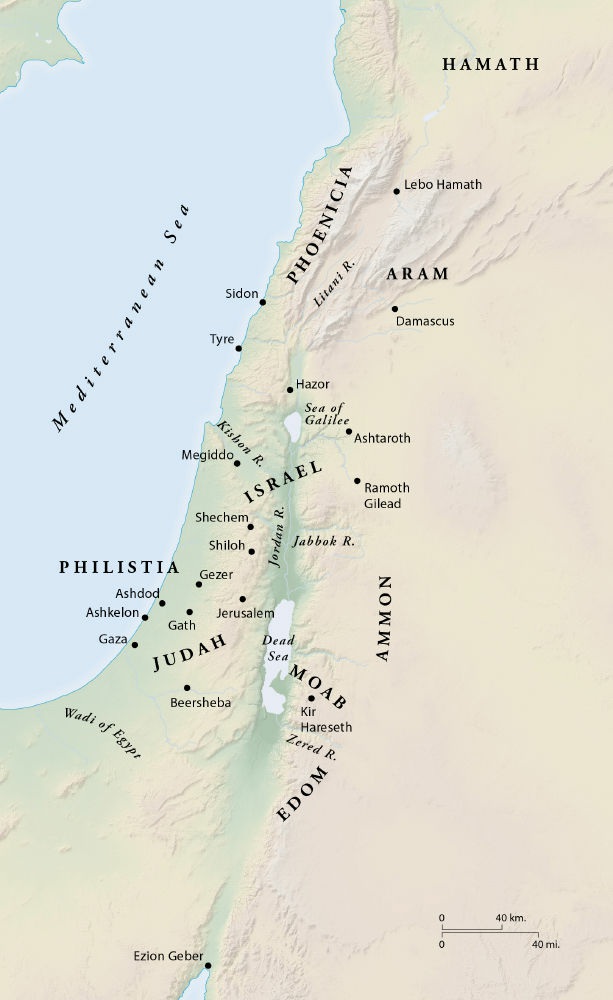 HAMATH
Lebo Hamath
PHOENICIA
Mediterranean Sea
Litani R.
ARAM
Sidon
Damascus
Tyre
Hazor
Sea of
Galilee
Ashtaroth
Kishon R.
Megiddo
ISRAEL
Ramoth
Gilead
Shechem
Jordan R.
Shiloh
Jabbok R.
PHILISTIA
Gezer
Ashdod
Ashkelon
Gath
Jerusalem
AMMON
Gaza
JUDAH
Dead
Sea
MOAB
Beersheba
Kir
Hareseth
Wadi of Egypt
Zered R.
EDOM
0 40 km.
0 40 mi.
Ezion Geber